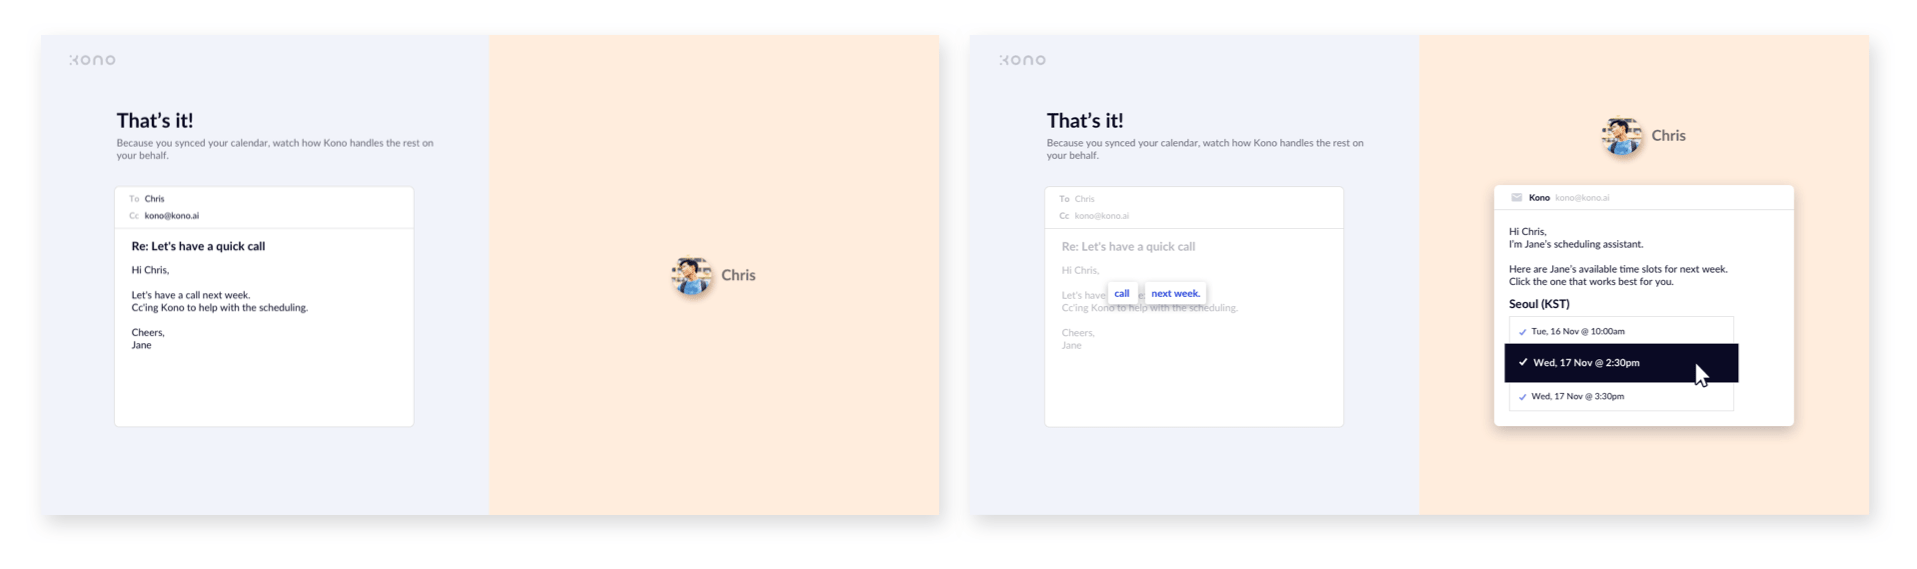 kono
That's it!
Because you synced your calendar, watch how Kono handles the rest on
your behalf.
To Chris
Cc kono@kono.ai
Re: Let's have a quick call
Hi Chris,
Let's have a call next week.
Cc'ing Kono to help with the scheduling.
Cheers,
Jane
Chris
kono
That's it!
Because you synced your calendar, watch how Kono handles the rest on
your behalf.
To Chris
Cc kono@kono.ai
Re: Let's have a quick call
Hi Chris,
Let's have call next week.
Cc'ing Kono to help with the scheduling.
Cheers,
Jane
Chris
Kono kono@kono.ai
Hi Chris,
I'm Jane's scheduling assistant.
Here are Jane's available time slots for next week.
Click the one that works best for you.
Seoul (KST)
Tue, 16 Nov @ 10:00am
Wed, 17 Nov @ 2:30pm
Wed, 17 Nov @ 3:30pm